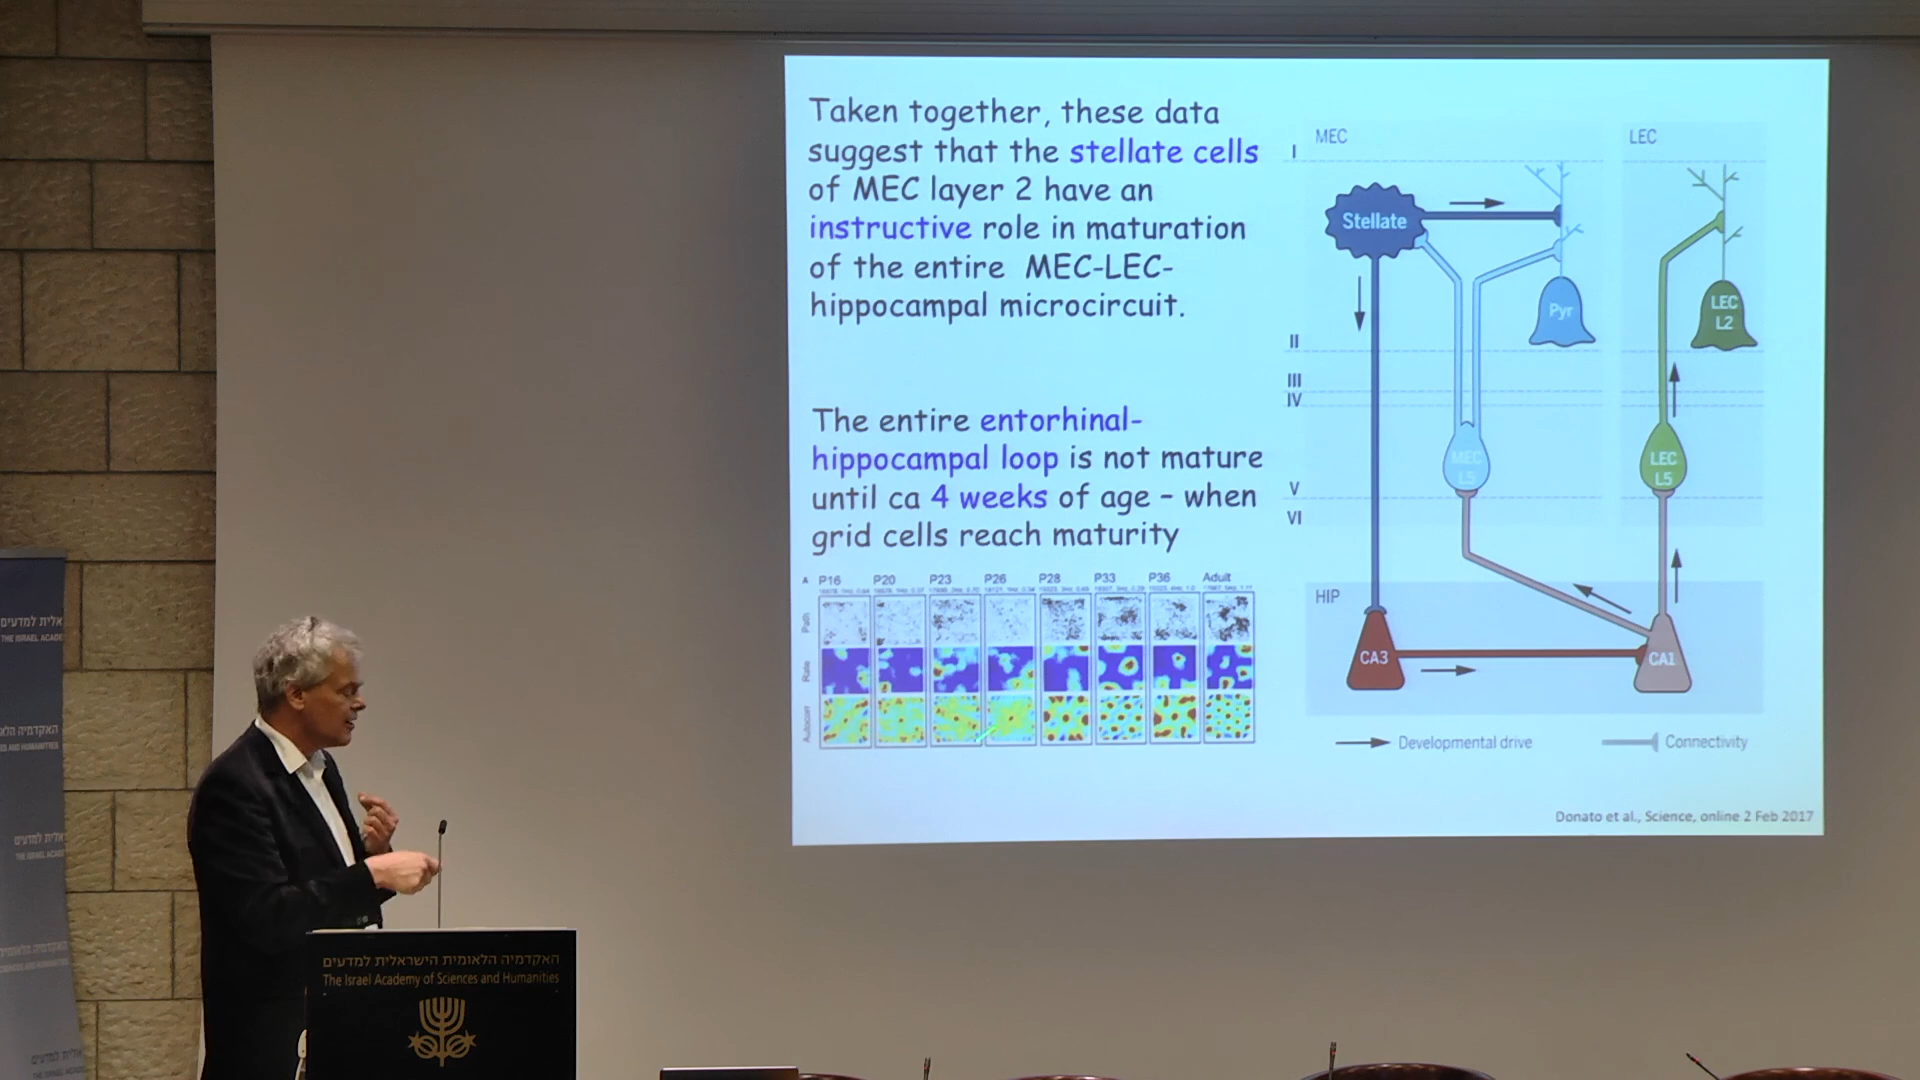 Taken together, these data
suggest that the stellate cells
of MEC layer 2 have an
instructive role in maturation
of the entire MEC-LEC-
hippocampal microcircuit.
The entire entorhinal-
hippocampal loop is not mature
until ca 4 weeks of age – when
grid cells reach maturity
A P16 P20 P23 P26 P28 P33 P36 Adult
Path
Rate
Autocorr
MEC LEC
I
Stellate
Pyr
LEC
L2
II
III
IV
MEC
L5
LEC
L5
V
VI
HIP
CA3
CA1
Developmental drive
Connectivity
Donato et al., Science, online 2 Feb 2017
אלית למדעים
THE ISRAEL ACAD
האקדמיה הלאומית הישראלית למדעים
The Israel Academy of Sciences and Humanities